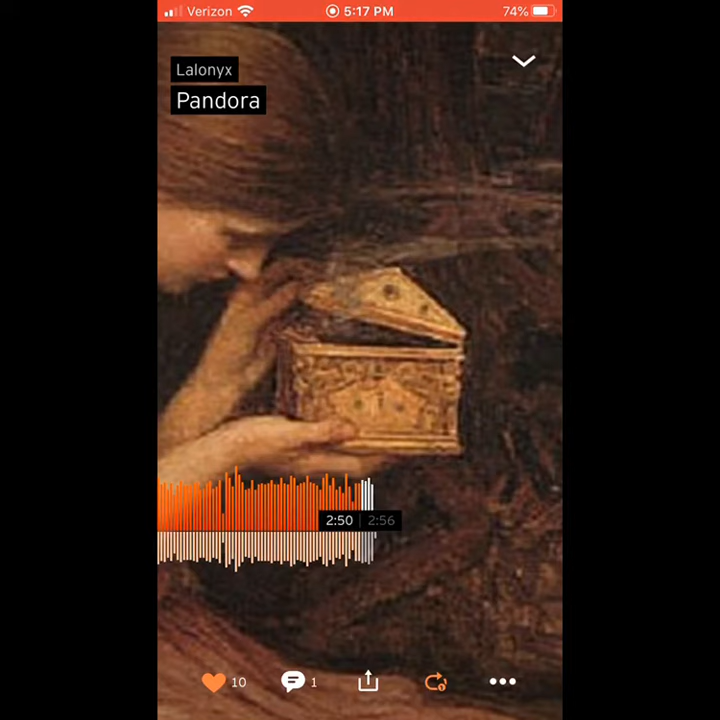 Verizon 5:17 PM 74%
Lalonyx
Pandora
2:50 | 2:56
10 1